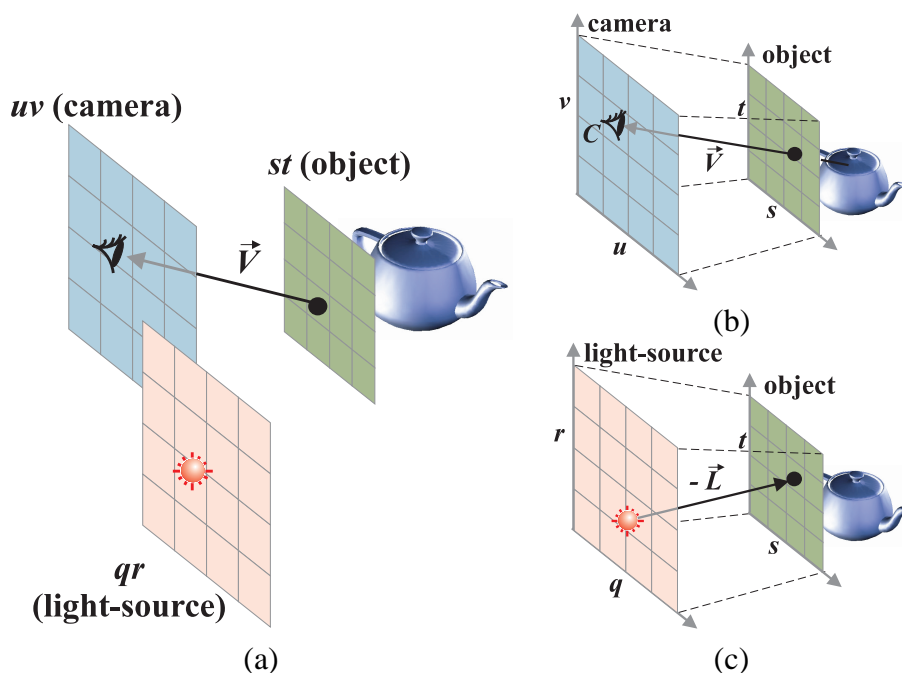 uv (camera)
st (object)
V
qr
(light-source)
(a)
camera
object
v
t
C
V
s
u
(b)
light-source
object
r
t
- L
s
q
(c)